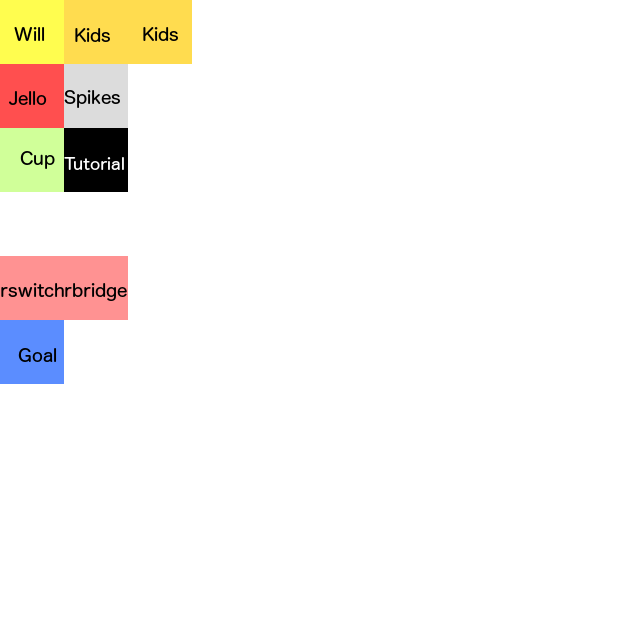 Will Kids Kids
Jello Spikes
Cup Tutorial
rswitchrbridge
Goal